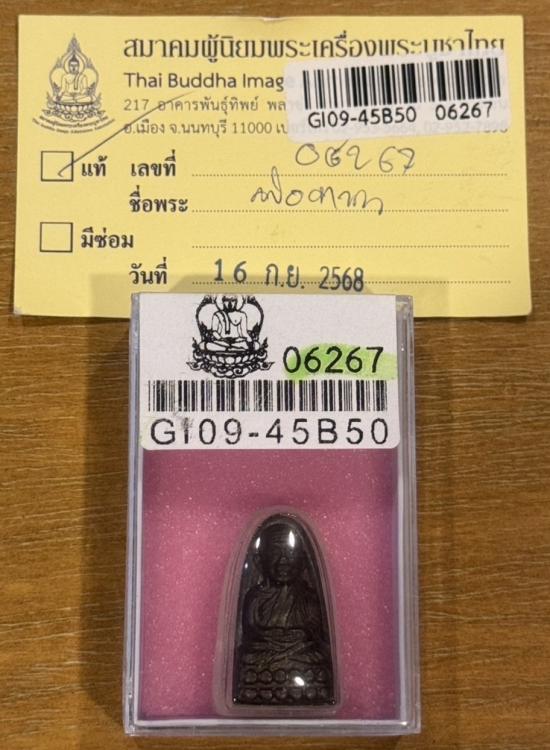 สมาคมผู้นิยมพระเครื่องพระบูชาไทย
Thai Buddha Image
217 อาคารพันธุ์ทิพย์
อ.เมือง จ.นนทบุรี 11000
GI09-45B50 06267
แท้ เลขที่ 06267
ชื่อพระ
มีซ่อม
วันที่ 16 ก.ย. 2568
06267
GI09-45B50